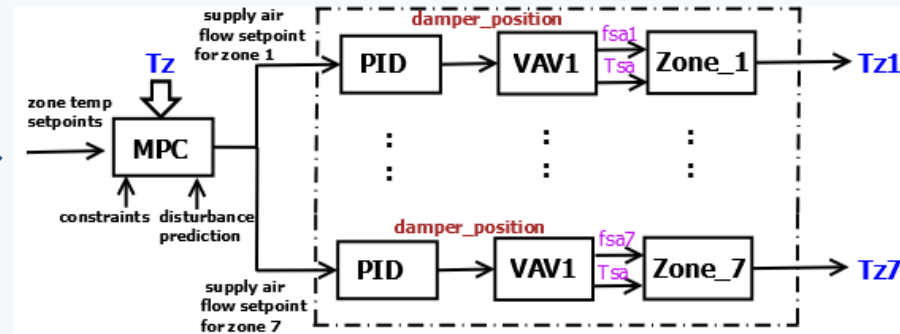 supply air
flow setpoint
for zone 1
damper_position
PID
VAV1
fsa1
Tsa
Zone_1
Tz1
Tz
zone temp
setpoints
MPC
constraints
disturbance
prediction
:
:
:
:
:
:
damper_position
PID
VAV1
fsa7
Tsa
Zone_7
Tz7
supply air
flow setpoint
for zone 7